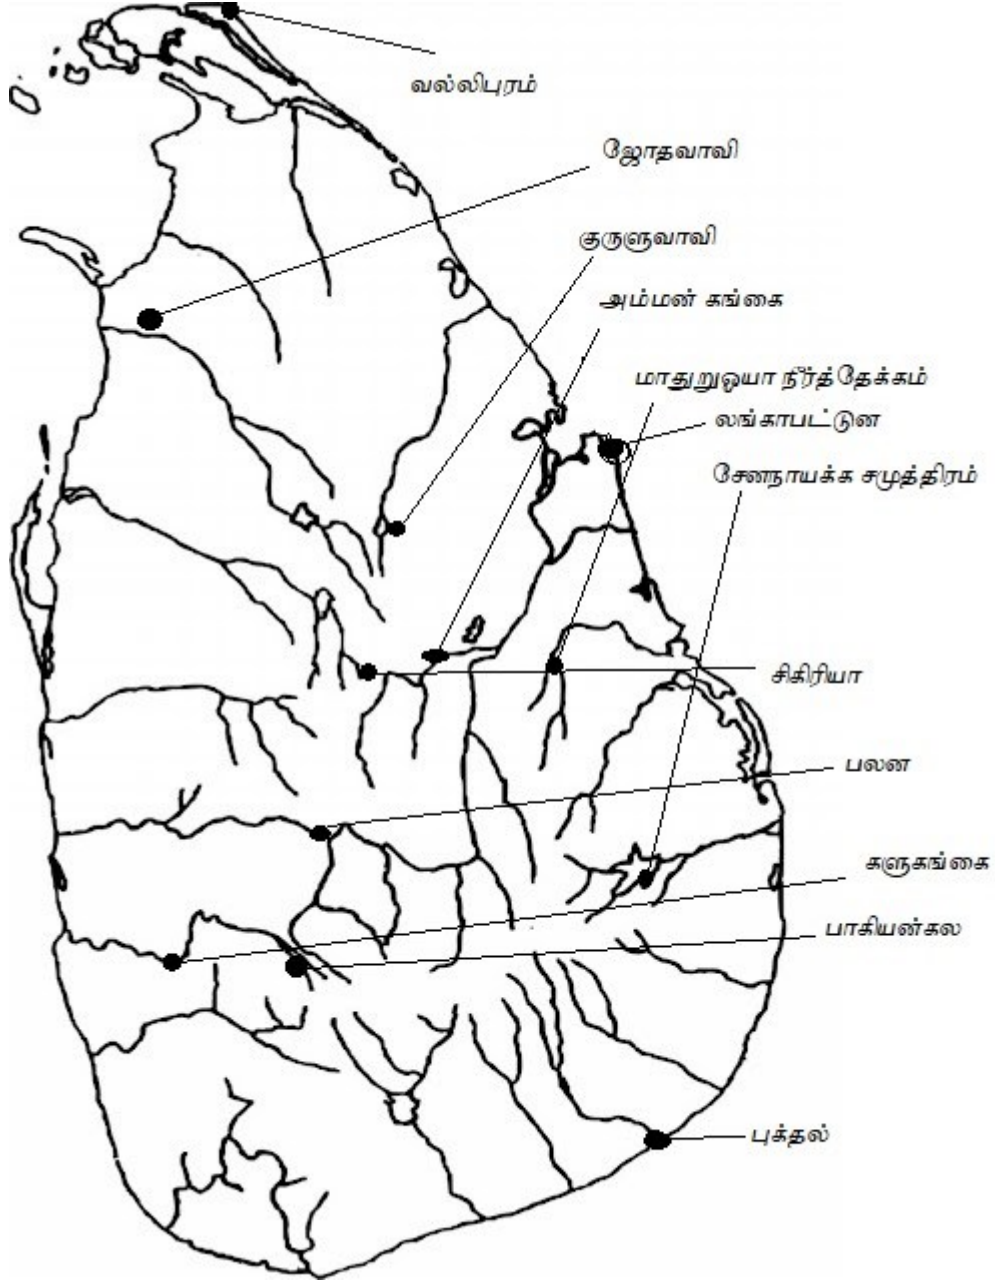 வல்லிபுரம்
ஜோதவாவி
குருளுவாவி
அம்மன் கங்கை
மாதுறுஓயா நீர்த்தேக்கம்
லங்காபட்டுன
சேனநாயக்க சமுத்திரம்
சிகிரியா
பலன
களுகங்கை
பாகியன்கல
புக்தல்